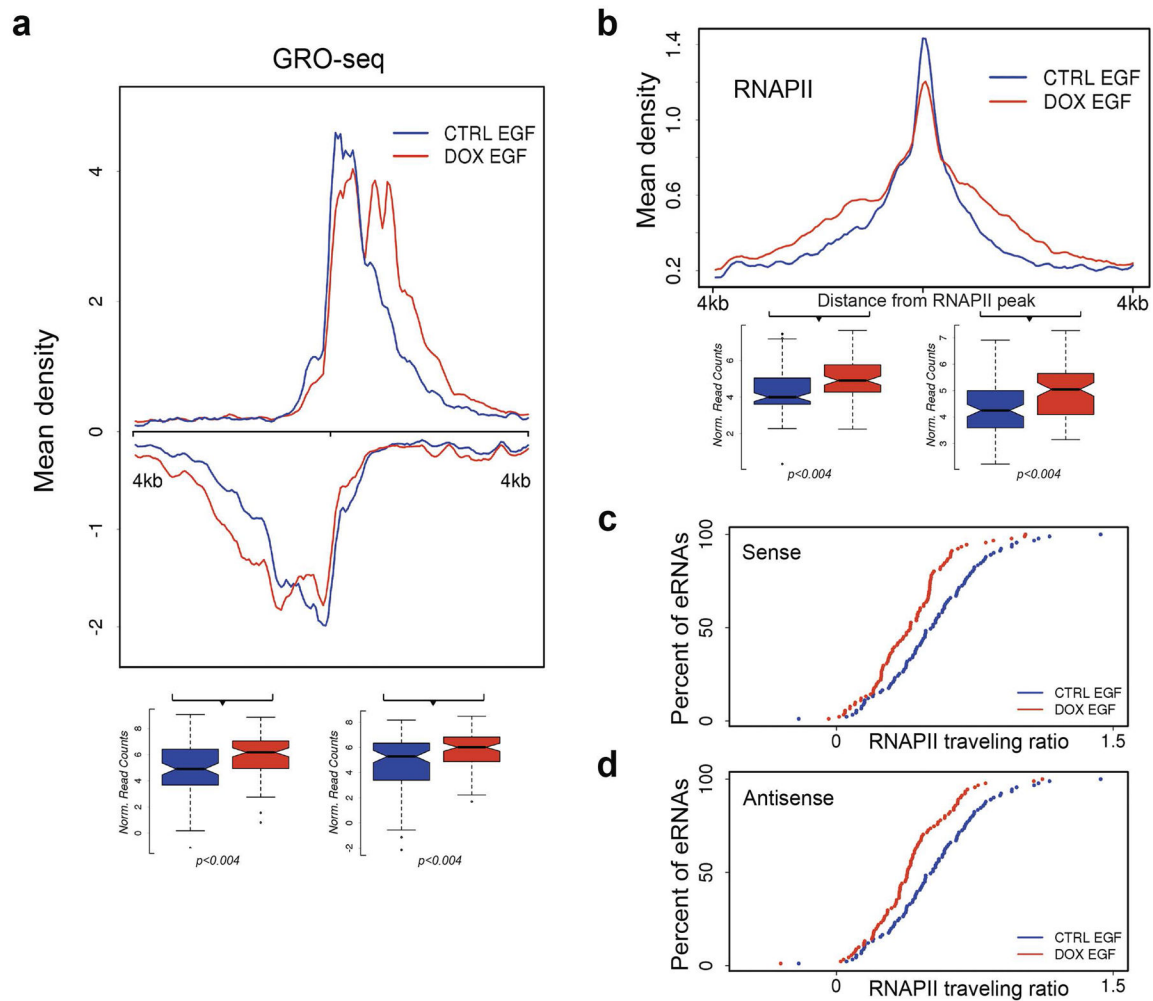 a
GRO-seq
CTRL EGF
DOX EGF
Mean density
4
2
0
-1
-2
4kb
4kb
Norm. Read Counts
8
6
4
2
0
p<0.004
Norm. Read Counts
8
6
4
2
0
-2
p<0.004
b
RNAPII
CTRL EGF
DOX EGF
Mean density
1.4
1.0
0.6
0.2
4kb
Distance from RNAPII peak
4kb
Norm. Read Counts
6
4
2
p<0.004
Norm. Read Counts
7
6
5
4
3
p<0.004
c
Sense
Percent of eRNAs
100
50
0
CTRL EGF
DOX EGF
0
RNAPII traveling ratio
1.5
d
Antisense
Percent of eRNAs
100
50
0
CTRL EGF
DOX EGF
0
RNAPII traveling ratio
1.5